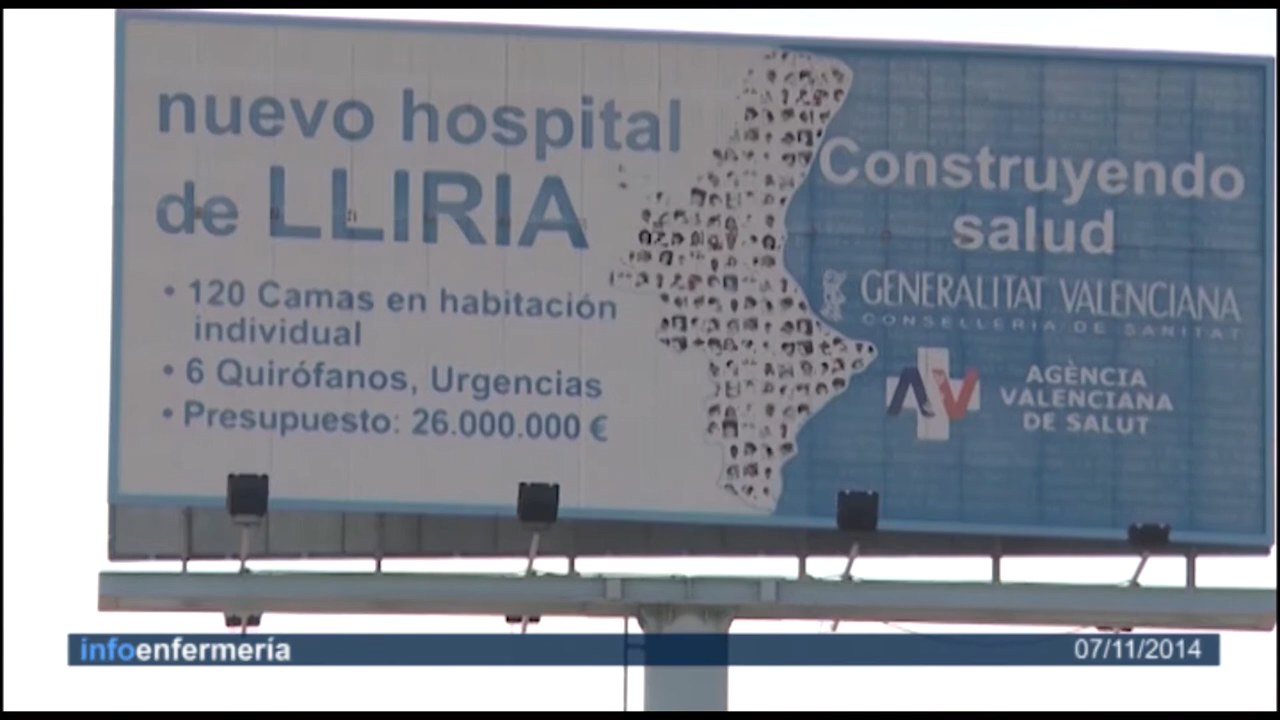 nuevo hospital
de LLIRIA
• 120 Camas en habitación
individual
• 6 Quirófanos, Urgencias
• Presupuesto: 26.000.000 €
Construyendo
salud
GENERALITAT VALENCIANA
CONSELLERIA DE SANITAT
AV
AGÈNCIA
VALENCIANA
DE SALUT
infoenfermería
07/11/2014